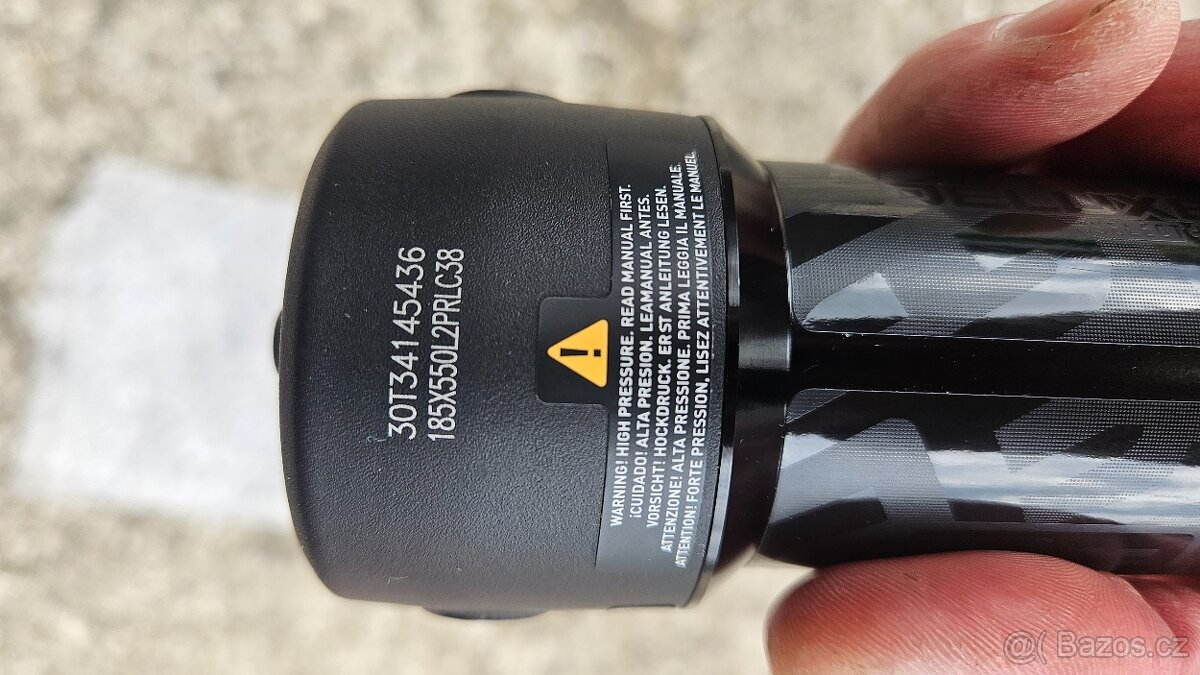 30T34145436
185X550L2PRLC38
WARNING! HIGH PRESSURE. READ MANUAL FIRST.
¡CUIDADO! ALTA PRESION. LEAMANUAL ANTES.
VORSICHT! HOCKDRUCK. ERST ANLEITUNG LESEN.
ATTENZIONE! ALTA PRESSIONE. PRIMA LEGGIA IL MANUALE.
ATTENTION! FORTE PRESSION, LISEZ ATTENTIVEMENT LE MANUEL.
Bazos.cz